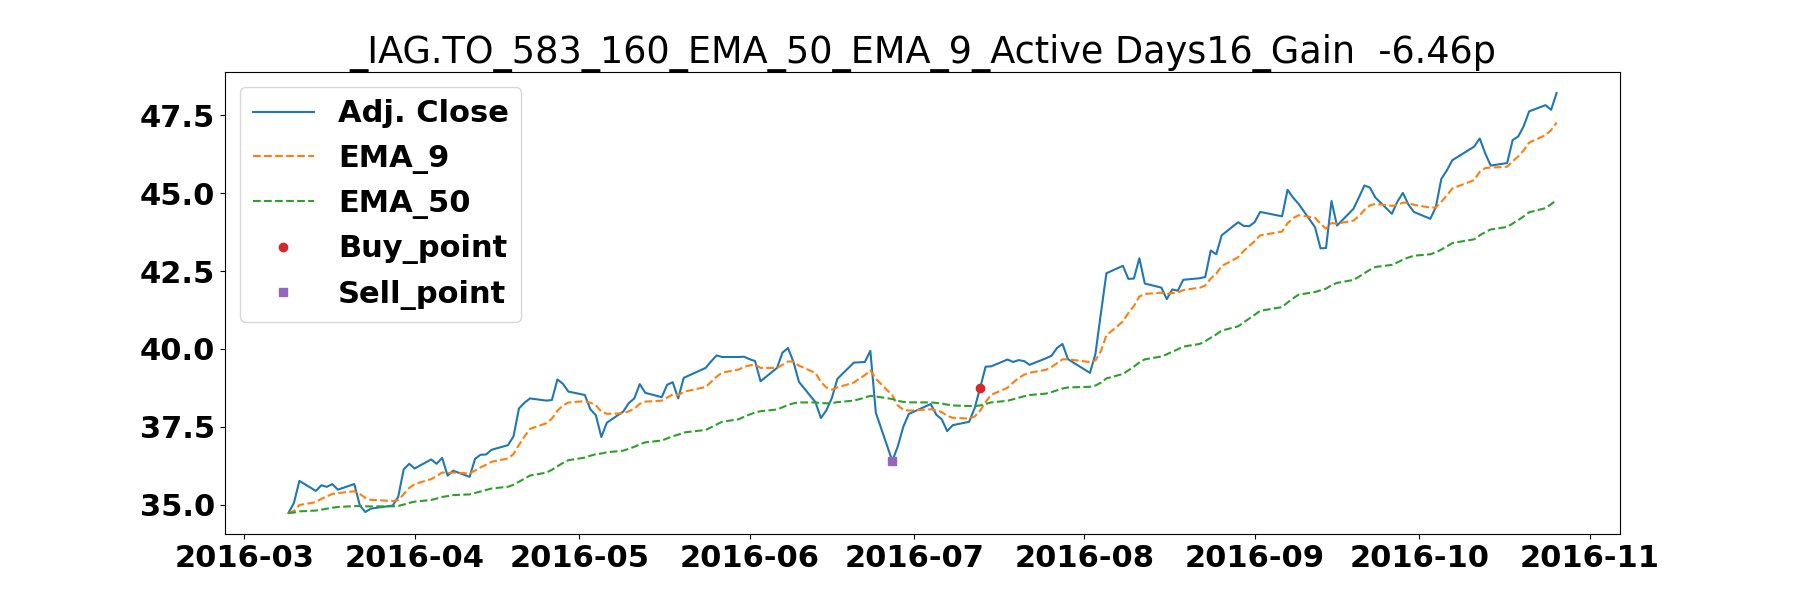 _IAG.TO_583_160_EMA_50_EMA_9_Active Days16_Gain  -6.46p
Adj. Close
EMA_9
EMA_50
Buy_point
Sell_point
47.5
45.0
42.5
40.0
37.5
35.0
2016-03 2016-04 2016-05 2016-06 2016-07 2016-08 2016-09 2016-10 2016-11